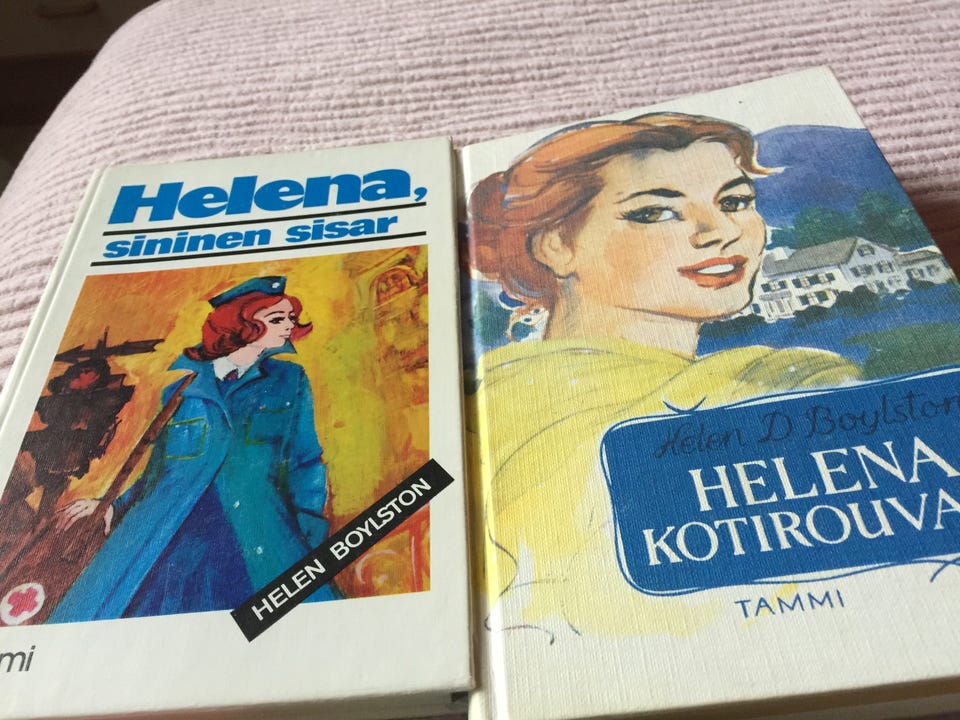 Helena,
sininen sisar
HELEN BOYLSTON
mi
Helen D Boylston
HELENA
KOTIROUVA
TAMMI